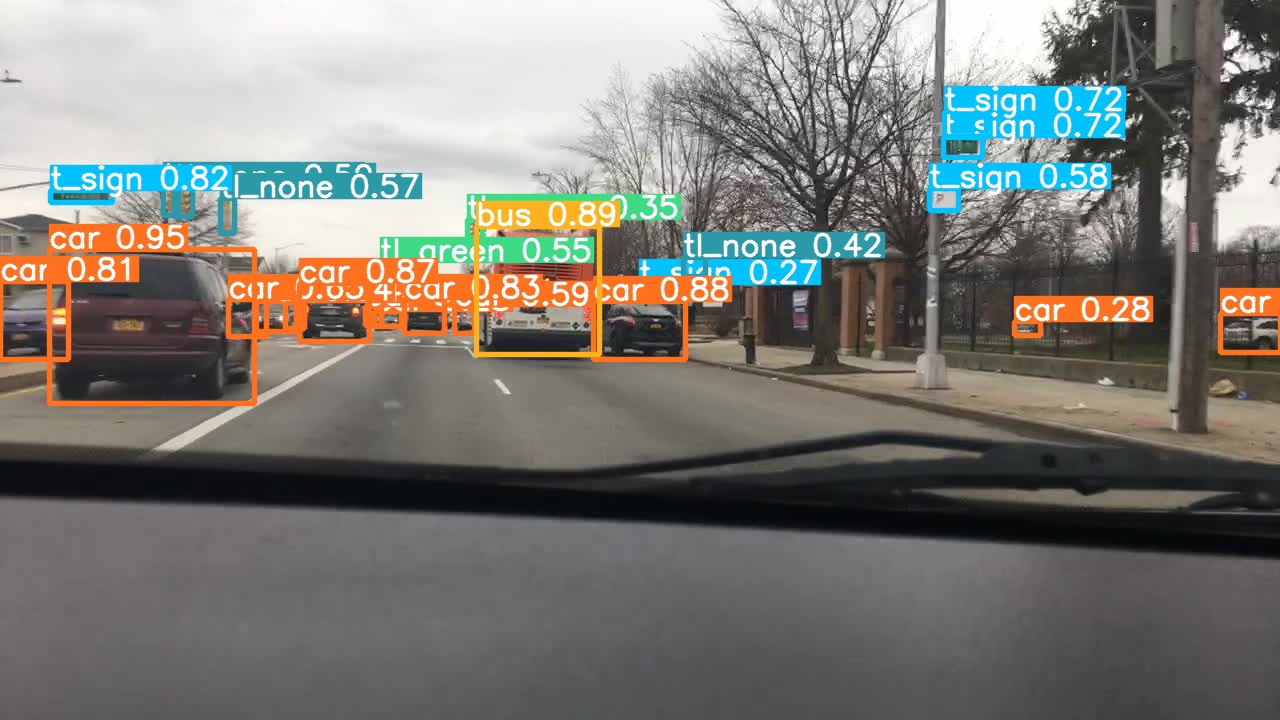 t_sign 0.72
t_sign 0.72
t_sign 0.82
tl_none 0.57
t_sign 0.58
0.35
bus 0.89
car 0.95
tl_green 0.55
tl_none 0.42
car 0.81
car 0.87
t_sign 0.27
car
car 0.83
0.59
car 0.88
car 0.28
car
P